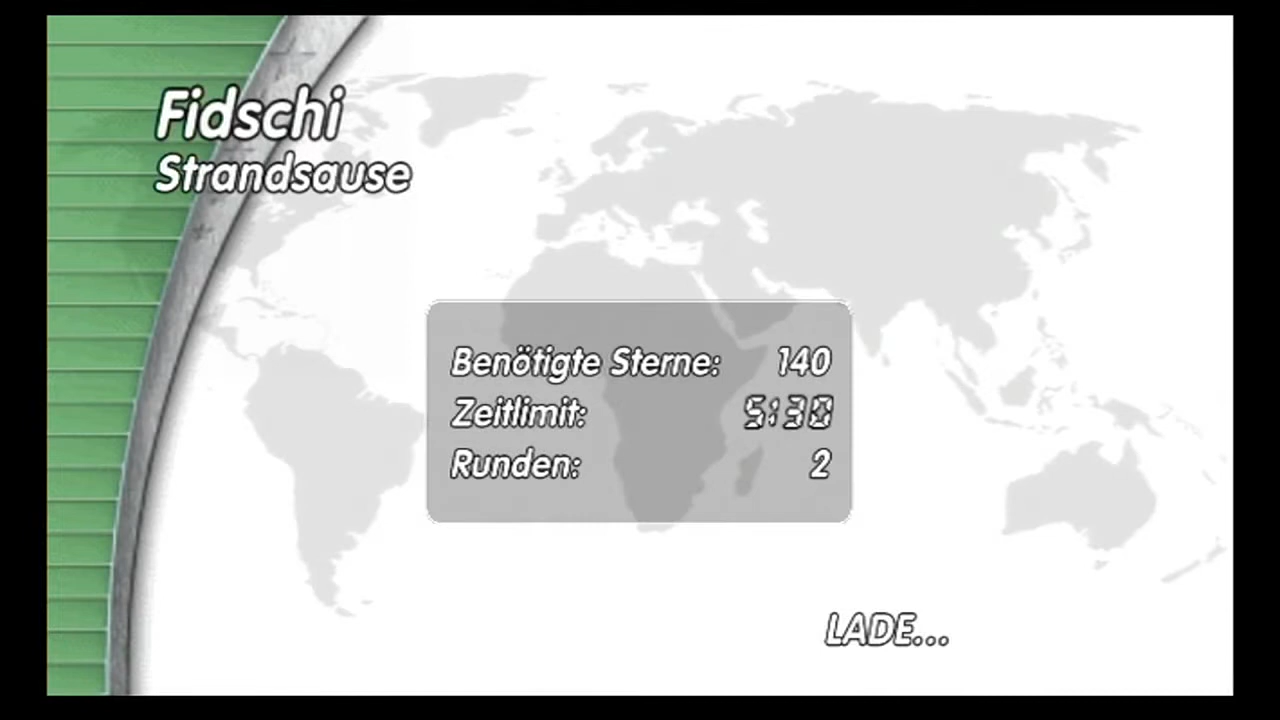 Fidschi
Strandsause
Benötigte Sterne: 140
Zeitlimit: 5:30
Runden: 2
LADE...